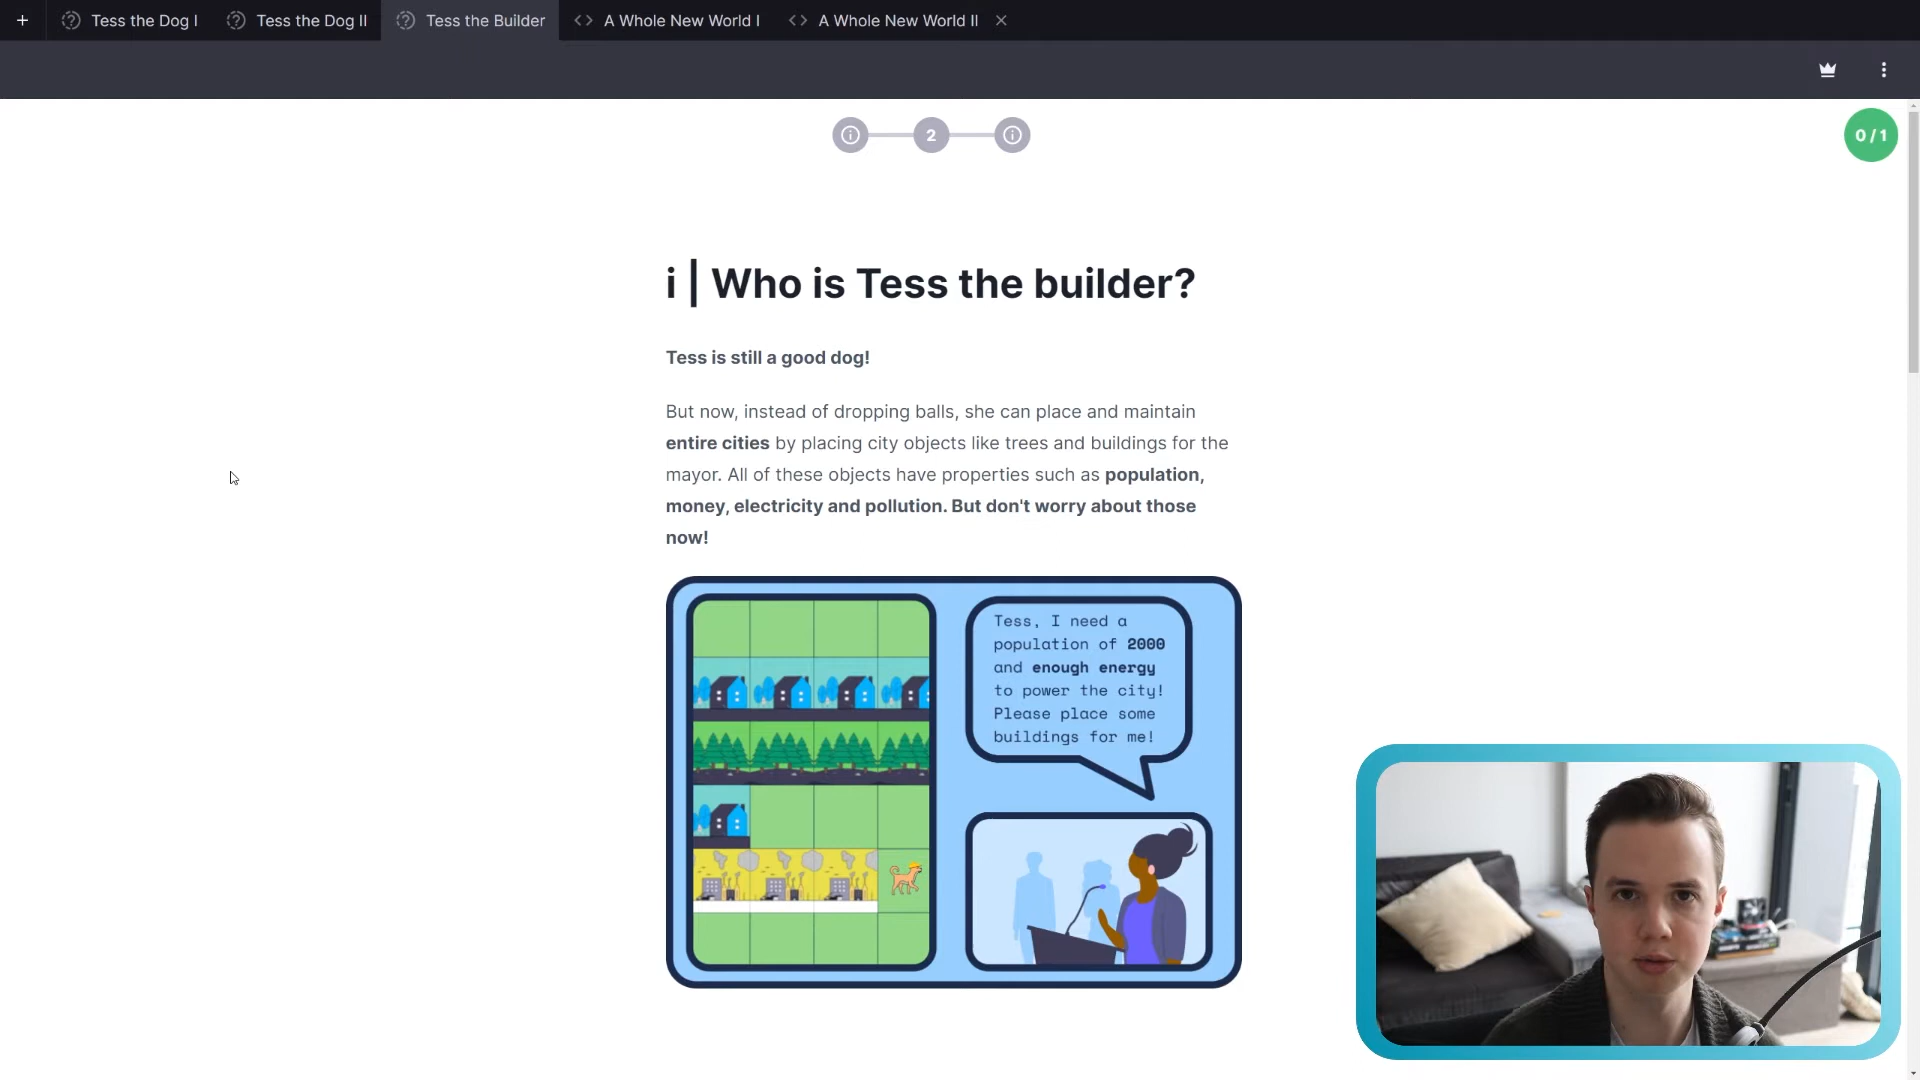 + Tess the Dog I Tess the Dog II Tess the Builder <> A Whole New World I <> A Whole New World II ×
2
0 / 1
i | Who is Tess the builder?
Tess is still a good dog!
But now, instead of dropping balls, she can place and maintain
entire cities by placing city objects like trees and buildings for the
mayor. All of these objects have properties such as population,
money, electricity and pollution. But don't worry about those
now!
Tess, I need a
population of 2000
and enough energy
to power the city!
Please place some
buildings for me!